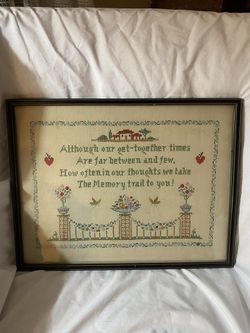 Although our get-together times
Are far between and few,
How often in our thoughts we take
The Memory trail to you!